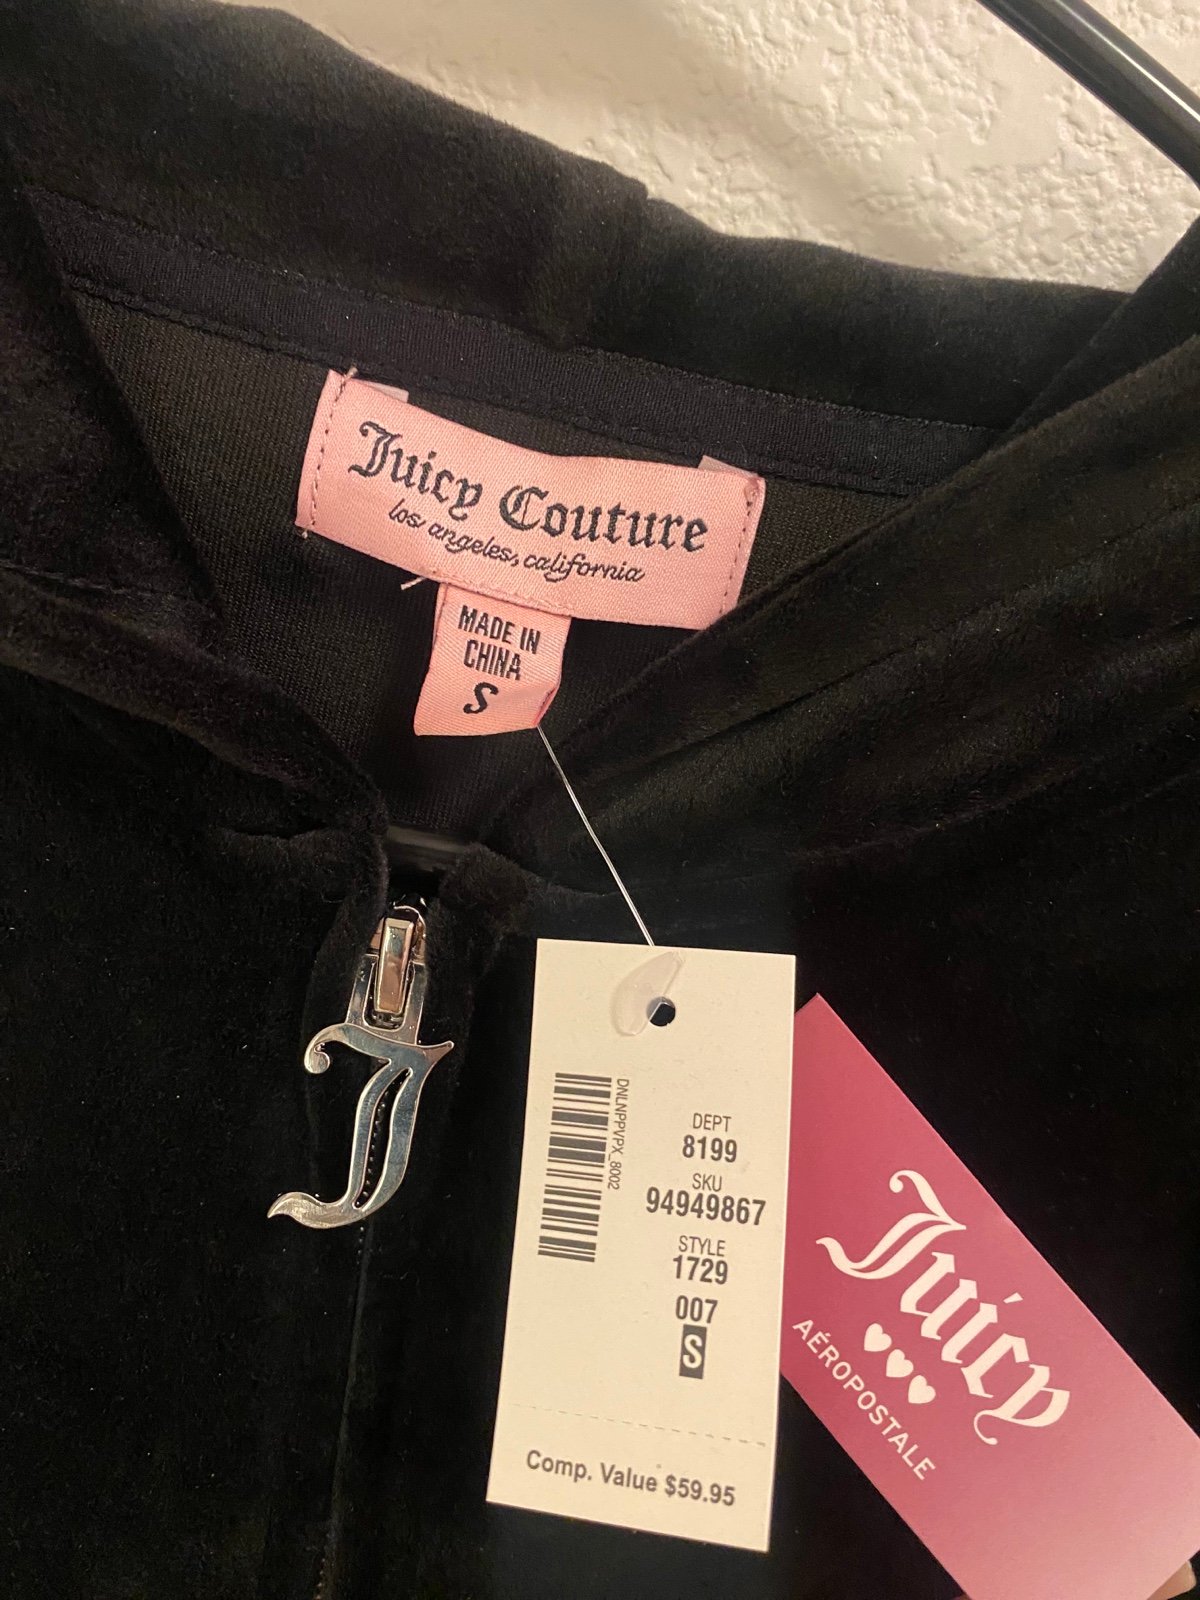 Juicy Couture
los angeles, california
MADE IN
CHINA
S
DNLNPPVPX_8002
DEPT
8199
SKU
94949867
STYLE
1729
007
S
Comp. Value $59.95
Juicy
AÉROPOSTALE